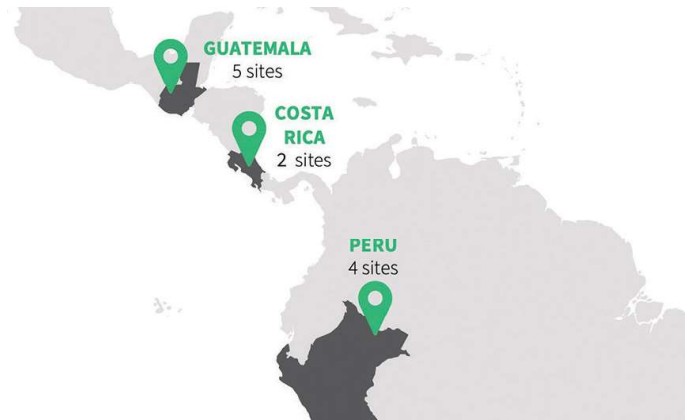 GUATEMALA
5 sites
COSTA
RICA
2 sites
PERU
4 sites